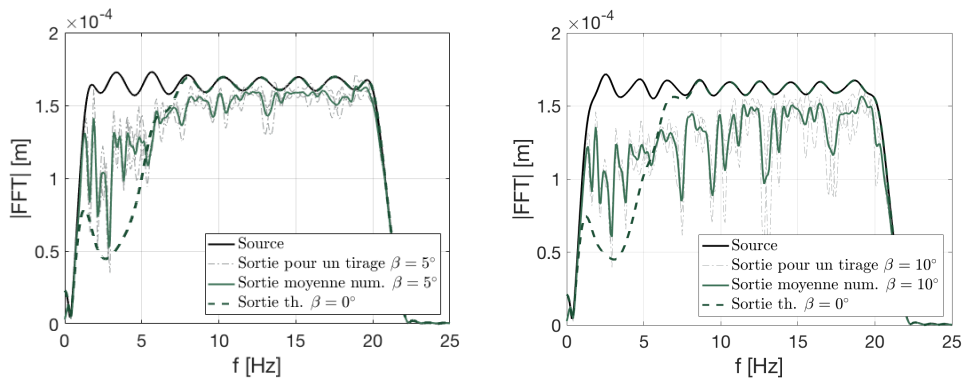 ×10⁻⁴
2
1.5
1
0.5
0
|FFT| [m]
0 5 10 15 20 25
f [Hz]
Source
Sortie pour un tirage β = 5°
Sortie moyenne num. β = 5°
Sortie th. β = 0°
×10⁻⁴
2
1.5
1
0.5
0
|FFT| [m]
0 5 10 15 20 25
f [Hz]
Source
Sortie pour un tirage β = 10°
Sortie moyenne num. β = 10°
Sortie th. β = 0°